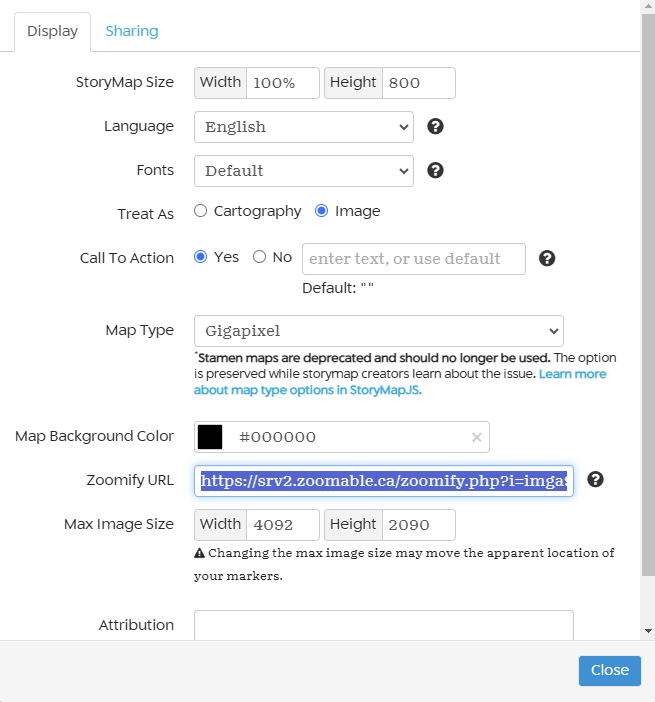 Display Sharing
StoryMap Size Width 100% Height 800
Language English
Fonts Default
Treat As Cartography Image
Call To Action Yes No enter text, or use default
Default: ""
Map Type Gigapixel
*Stamen maps are deprecated and should no longer be used. The option
is preserved while storymap creators learn about the issue. Learn more
about map type options in StoryMapJS.
Map Background Color #000000 ×
Zoomify URL https://srv2.zoomable.ca/zoomify.php?i=imga
Max Image Size Width 4092 Height 2090
Changing the max image size may move the apparent location of
your markers.
Attribution
Close